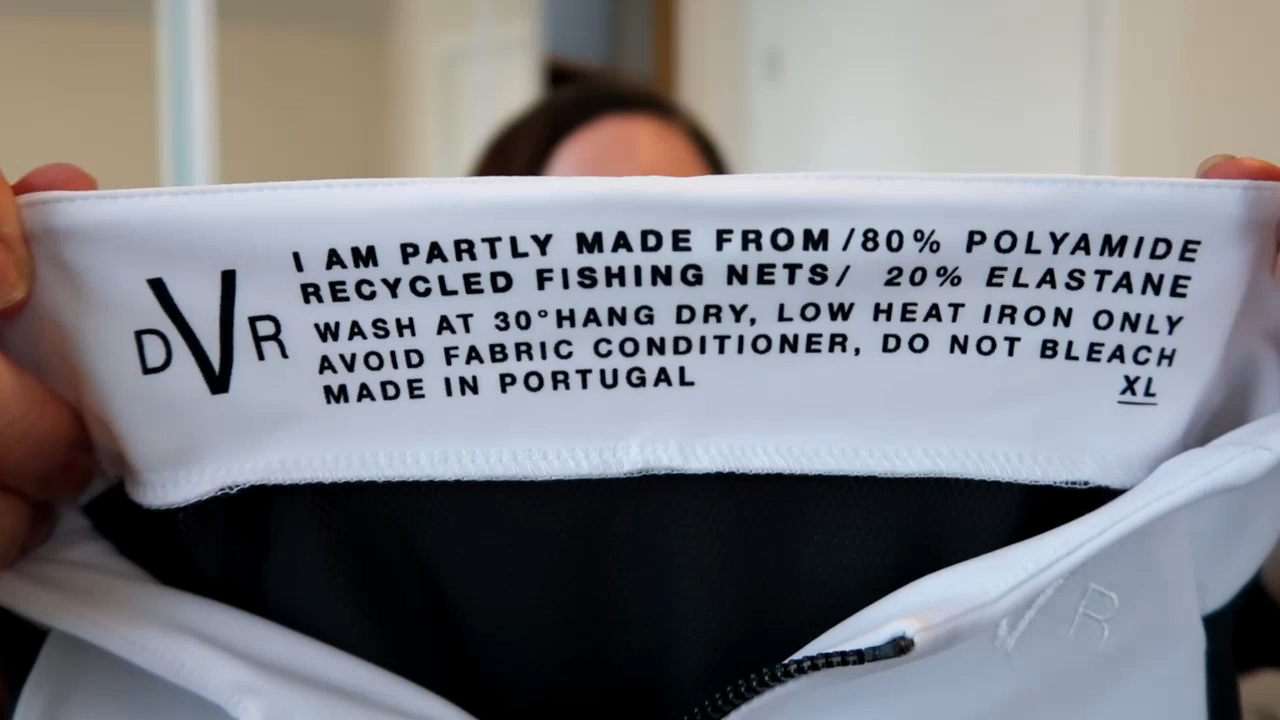 DVR
I AM PARTLY MADE FROM/80% POLYAMIDE
RECYCLED FISHING NETS/ 20% ELASTANE
WASH AT 30°HANG DRY, LOW HEAT IRON ONLY
AVOID FABRIC CONDITIONER, DO NOT BLEACH
MADE IN PORTUGAL
XL
VR